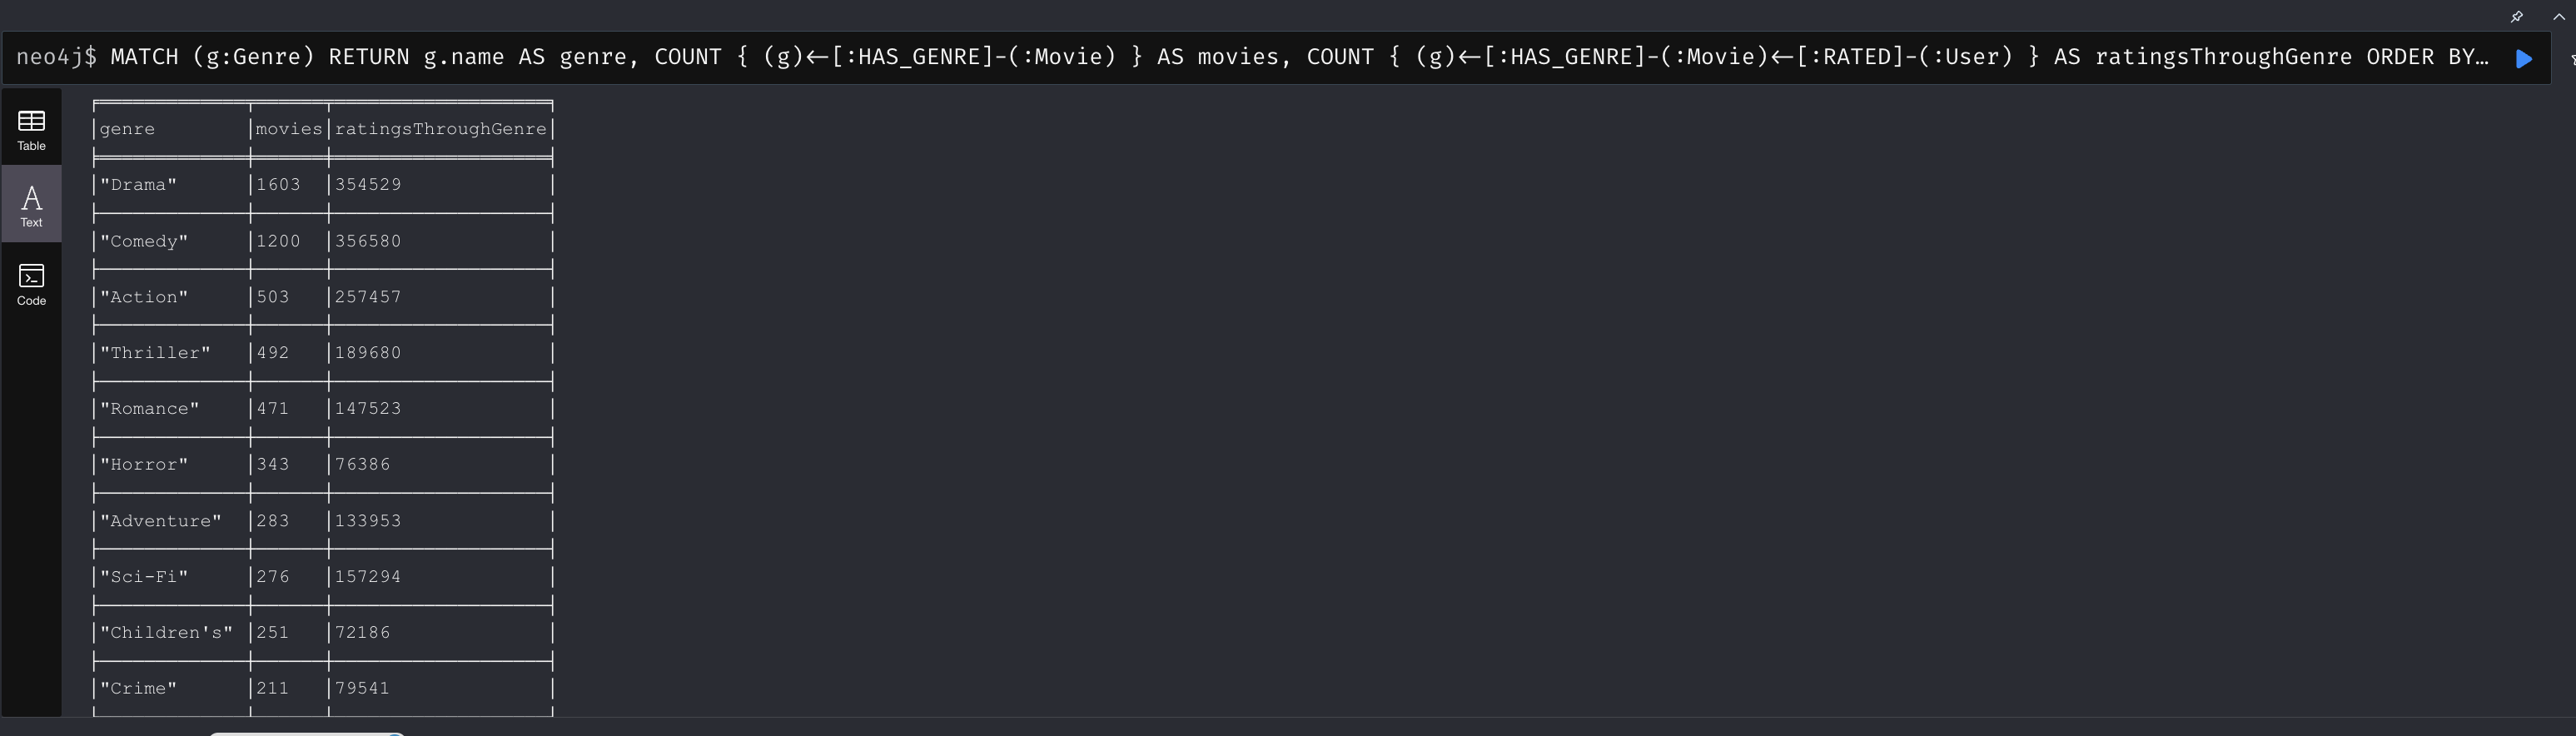 neo4j$ MATCH (g:Genre) RETURN g.name AS genre, COUNT { (g)<-[:HAS_GENRE]-(:Movie) } AS movies, COUNT { (g)<-[:HAS_GENRE]-(:Movie)<-[:RATED]-(:User) } AS ratingsThroughGenre ORDER BY…
Table
Text
Code
genre movies ratingsThroughGenre
"Drama" 1603 354529
"Comedy" 1200 356580
"Action" 503 257457
"Thriller" 492 189680
"Romance" 471 147523
"Horror" 343 76386
"Adventure" 283 133953
"Sci-Fi" 276 157294
"Children's" 251 72186
"Crime" 211 79541